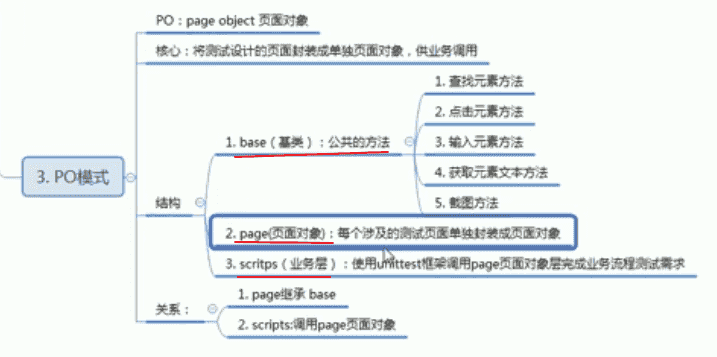 3. PO模式
PO：page object 页面对象
核心：将测试设计的页面封装成单独页面对象，供业务调用
结构
1. base（基类）：公共的方法
1. 查找元素方法
2. 点击元素方法
3. 输入元素方法
4. 获取元素文本方法
5. 截图方法
2. page(页面对象)：每个涉及的测试页面单独封装成页面对象
3. scritps（业务层）：使用unittest框架调用page页面对象层完成业务流程测试需求
关系：
1. page继承 base
2. scripts:调用page页面对象